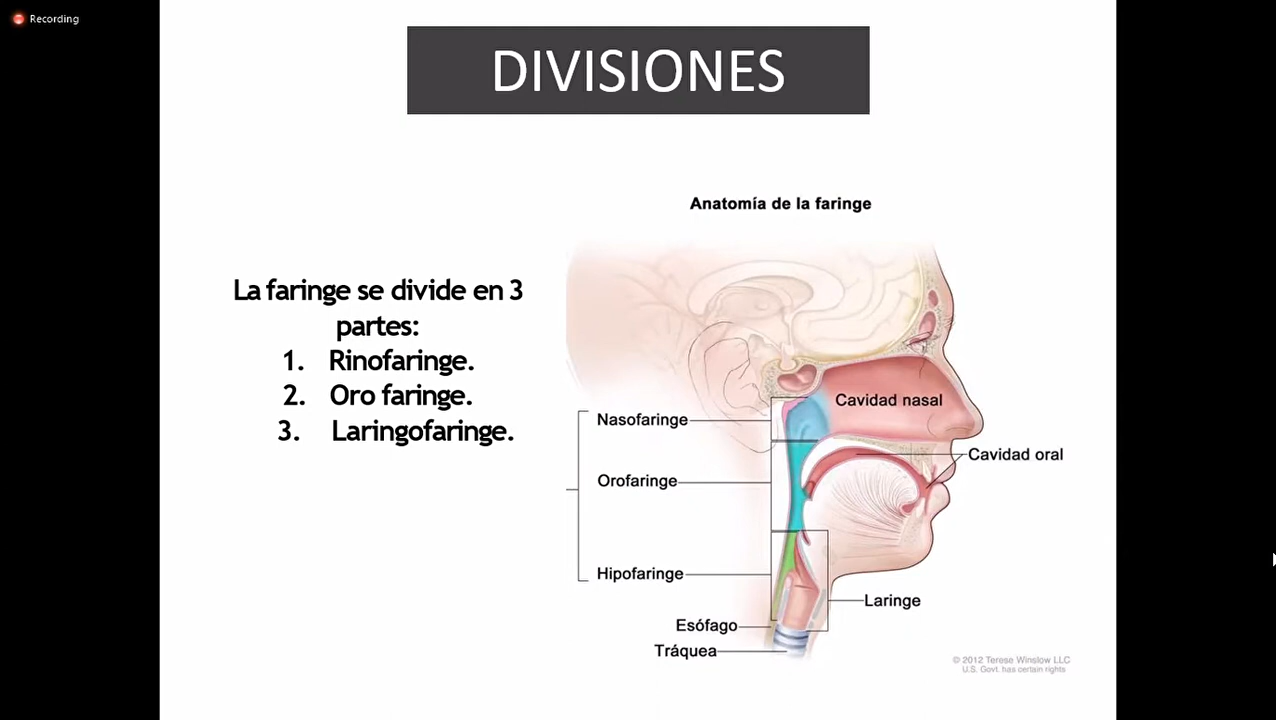 Recording
DIVISIONES
Anatomía de la faringe
La faringe se divide en 3
partes:
1. Rinofaringe.
2. Oro faringe.
3. Laringofaringe.
Cavidad nasal
Nasofaringe
Cavidad oral
Orofaringe
Hipofaringe
Laringe
Esófago
Tráquea
© 2012 Terese Winslow LLC
U.S. Govt. has certain rights